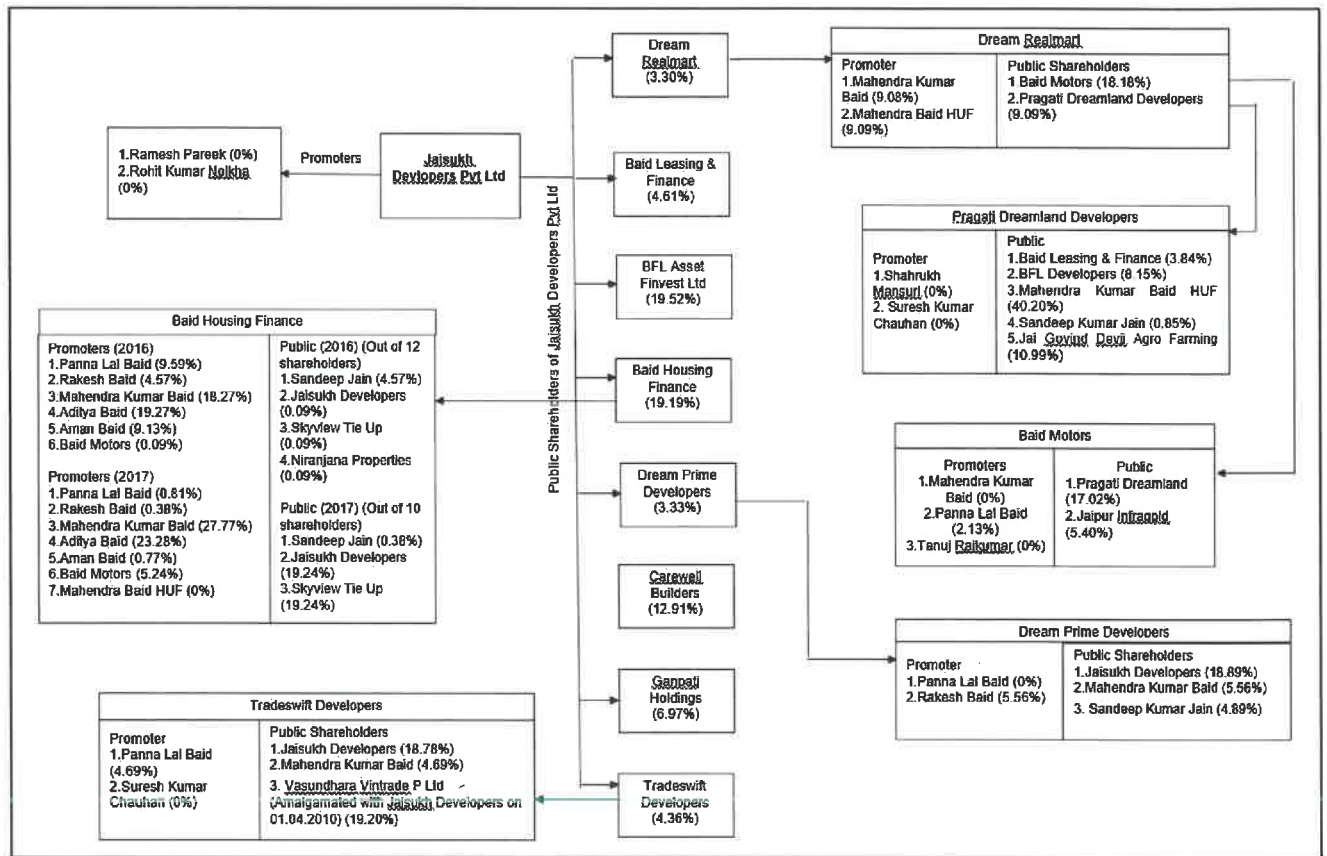 1.Ramesh Pareek (0%)
2.Rohit Kumar Nolkha
(0%)
Promoters
Jaisukh
Devlopers Pvt Ltd
Public Shareholders of Jaisukh Developers Pvt Ltd
Dream
Realmart
(3.30%)
Baid Leasing &
Finance
(4.61%)
BFL Asset
Finvest Ltd
(19.52%)
Baid Housing
Finance
(19.19%)
Dream Prime
Developers
(3.33%)
Carewell
Builders
(12.91%)
Ganpati
Holdings
(6.97%)
Tradeswift
Developers
(4.36%)
Dream Realmart
Promoter
1.Mahendra Kumar
Baid (9.08%)
2.Mahendra Baid HUF
(9.09%)
Public Shareholders
1 Baid Motors (18.18%)
2.Pragati Dreamland Developers
(9.09%)
Pragati Dreamland Developers
Promoter
1.Shahrukh
Mansuri (0%)
2. Suresh Kumar
Chauhan (0%)
Public
1.Baid Leasing & Finance (3.84%)
2.BFL Developers (8.15%)
3.Mahendra Kumar Baid HUF
(40.20%)
4.Sandeep Kumar Jain (0.85%)
5.Jai Govind Devji Agro Farming
(10.99%)
Baid Housing Finance
Promoters (2016)
1.Panna Lal Baid (9.59%)
2.Rakesh Baid (4.57%)
3.Mahendra Kumar Baid (18.27%)
4.Aditya Baid (19.27%)
5.Aman Baid (9.13%)
6.Baid Motors (0.09%)
Promoters (2017)
1.Panna Lal Baid (0.81%)
2.Rakesh Baid (0.38%)
3.Mahendra Kumar Baid (27.77%)
4.Aditya Baid (23.28%)
5.Aman Baid (0.77%)
6.Baid Motors (5.24%)
7.Mahendra Baid HUF (0%)
Public (2016) (Out of 12
shareholders)
1.Sandeep Jain (4.57%)
2.Jaisukh Developers
(0.09%)
3.Skyview Tie Up
(0.09%)
4.Niranjana Properties
(0.09%)
Public (2017) (Out of 10
shareholders)
1.Sandeep Jain (0.38%)
2.Jaisukh Developers
(19.24%)
3.Skyview Tie Up
(19.24%)
Baid Motors
Promoters
1.Mahendra Kumar
Baid (0%)
2.Panna Lal Baid
(2.13%)
3.Tanuj Rajkumar (0%)
Public
1.Pragati Dreamland
(17.02%)
2.Jaipur Infragold
(5.40%)
Dream Prime Developers
Promoter
1.Panna Lal Baid (0%)
2.Rakesh Baid (5.56%)
Public Shareholders
1.Jaisukh Developers (18.89%)
2.Mahendra Kumar Baid (5.56%)
3. Sandeep Kumar Jain (4.89%)
Tradeswift Developers
Promoter
1.Panna Lal Baid
(4.69%)
2.Suresh Kumar
Chauhan (0%)
Public Shareholders
1.Jaisukh Developers (18.78%)
2.Mahendra Kumar Baid (4.69%)
3. Vasundhara Vintrade P Ltd
(Amalgamated with Jaisukh Developers on
01.04.2010) (19.20%)